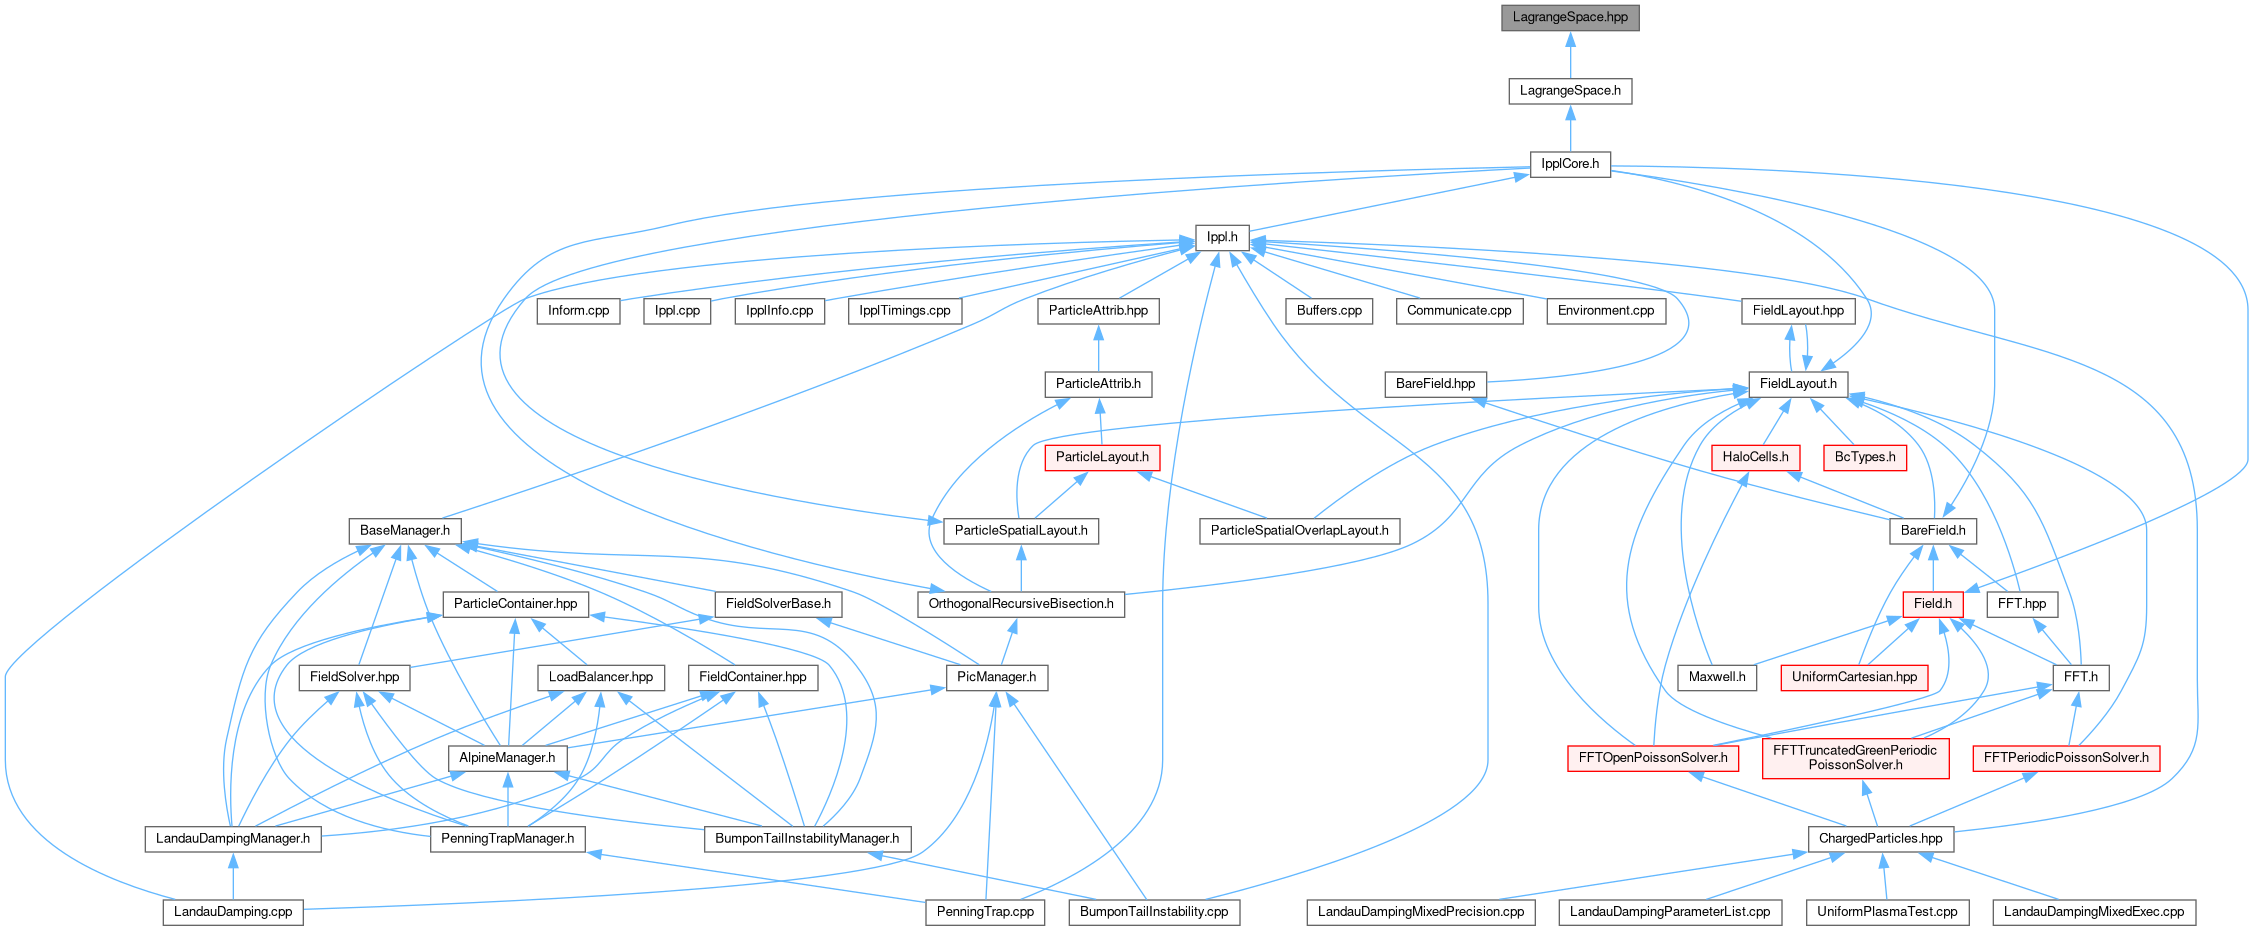 LagrangeSpace.hpp
LagrangeSpace.h
IpplCore.h
Ippl.h
Inform.cpp
Ippl.cpp
IpplInfo.cpp
IpplTimings.cpp
ParticleAttrib.hpp
Buffers.cpp
Communicate.cpp
Environment.cpp
FieldLayout.hpp
ParticleAttrib.h
BareField.hpp
FieldLayout.h
ParticleLayout.h
HaloCells.h
BcTypes.h
BaseManager.h
ParticleSpatialLayout.h
ParticleSpatialOverlapLayout.h
BareField.h
ParticleContainer.hpp
FieldSolverBase.h
OrthogonalRecursiveBisection.h
Field.h
FFT.hpp
FieldSolver.hpp
LoadBalancer.hpp
FieldContainer.hpp
PicManager.h
Maxwell.h
UniformCartesian.hpp
FFT.h
AlpineManager.h
FFTOpenPoissonSolver.h
FFTTruncatedGreenPeriodic
PoissonSolver.h
FFTPeriodicPoissonSolver.h
LandauDampingManager.h
PenningTrapManager.h
BumponTailInstabilityManager.h
ChargedParticles.hpp
LandauDamping.cpp
PenningTrap.cpp
BumponTailInstability.cpp
LandauDampingMixedPrecision.cpp
LandauDampingParameterList.cpp
UniformPlasmaTest.cpp
LandauDampingMixedExec.cpp